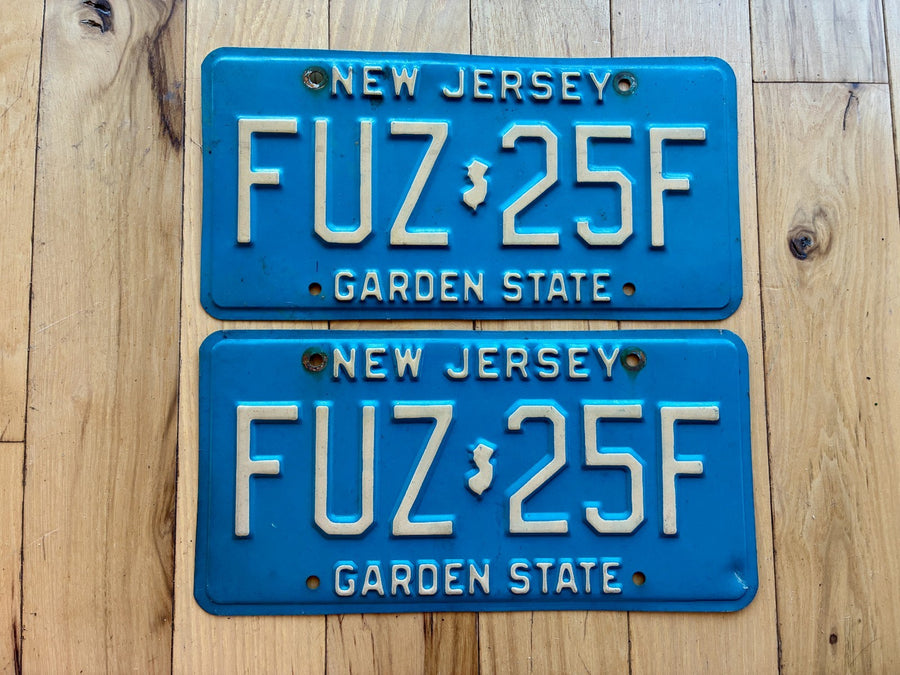 NEW JERSEY
FUZ 25F
GARDEN STATE
NEW JERSEY
FUZ 25F
GARDEN STATE